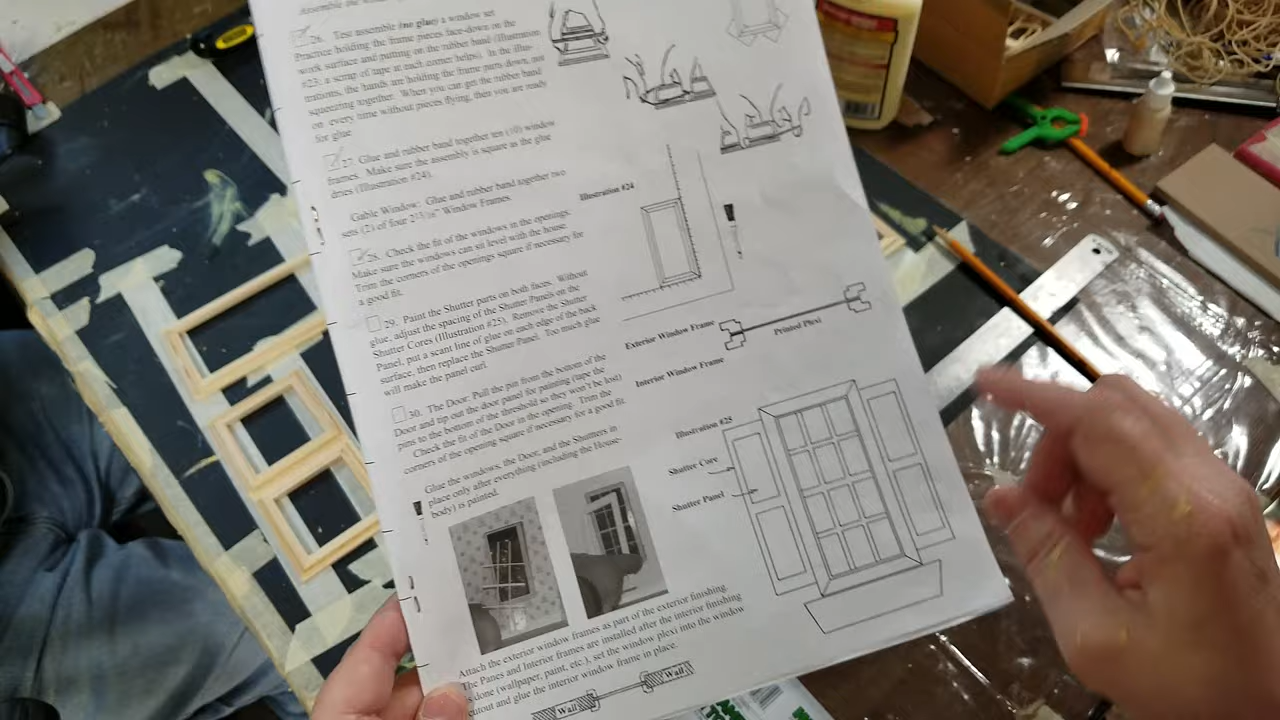 Assemble the
26. Test assemble (no glue) a window set
Practice holding the frame pieces face-down on the
work surface and putting on the rubber band (Illustration
#23: a scrap of tape at each corner helps). In the illus-
trations, the hands are holding the frame parts down, not
squeezing together. When you can get the rubber band
on every time without pieces flying, then you are ready
for glue.
27. Glue and rubber band together ten (10) window
frames. Make sure the assembly is square as the glue
dries (Illustration #24).
Gable Window: Glue and rubber band together two
sets (2) of four 2 15/16" Window Frames.
28. Check the fit of the windows in the openings.
Make sure the windows can sit level with the house.
Trim the corners of the openings square if necessary for
a good fit.
29. Paint the Shutter parts on both faces. Without
glue, adjust the spacing of the Shutter Panels on the
Shutter Cores (Illustration #25). Remove the Shutter
Panel, put a scant line of glue on each edge of the back
surface, then replace the Shutter Panel. Too much glue
will make the panel curl.
30. The Door: Pull the pin from the bottom of the
Door and tip out the door panel for painting (tape the
pins to the bottom of the threshold so they won't be lost)
Check the fit of the Door in the opening. Trim the
corners of the opening square if necessary for a good fit.
Glue the windows, the Door, and the Shutters in
place only after everything (including the House-
body) is painted.
Attach the exterior window frames as part of the exterior finishing.
The Panes and Interior frames are installed after the interior finishing
is done (wallpaper, paint, etc.), set the window plexi into the window
cutout and glue the interior window frame in place.
Wall
Wall
Illustration #24
Exterior Window Frame
Printed Plexi
Interior Window Frame
Illustration #25
Shutter Core
Shutter Panel